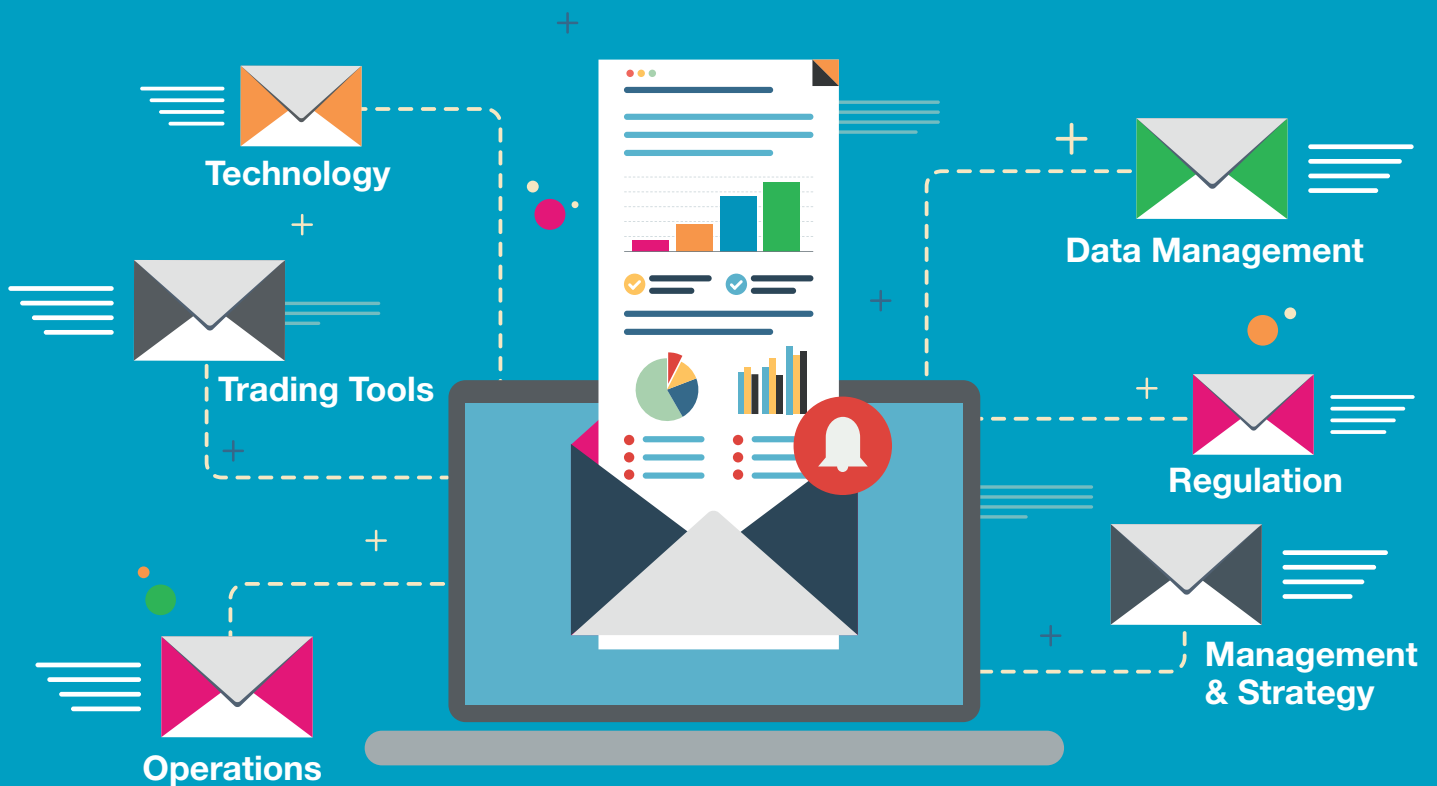 Technology
Trading Tools
Operations
Data Management
Regulation
Management
& Strategy